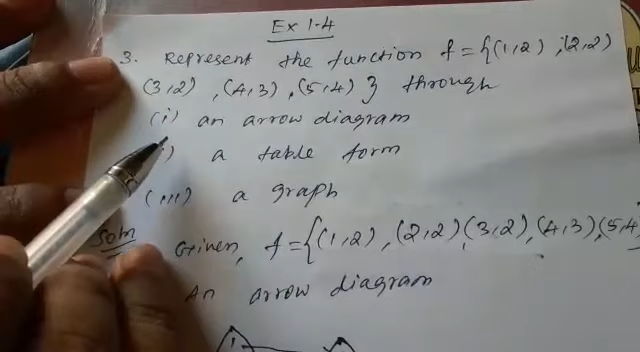 Ex 1.4
3. Represent the function f = {(1,2), (2,2)
(3,2), (4,3), (5,4)} through
(i) an arrow diagram
) a table form
(iii) a graph
Soln
Given, f = {(1,2), (2,2) (3,2), (4,3), (5,4
An arrow diagram
1